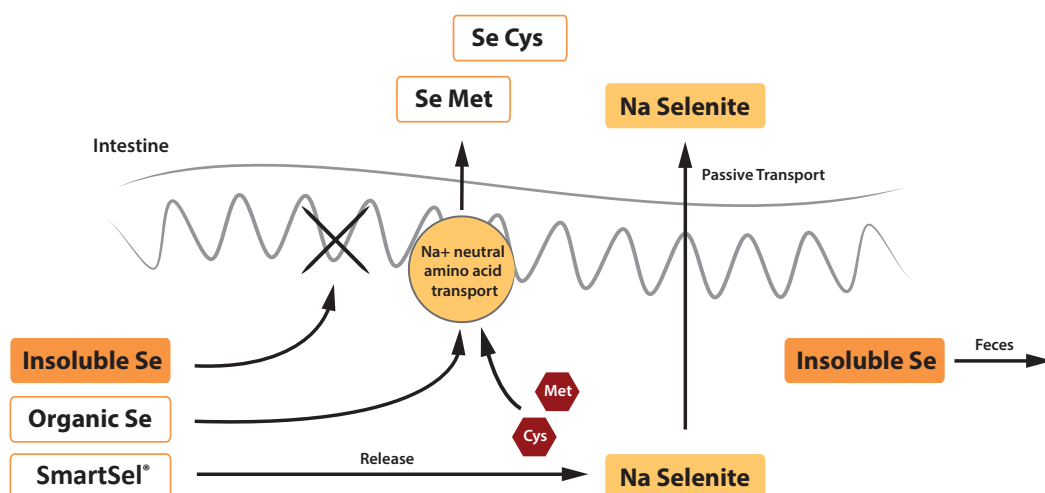 Se Cys
Se Met
Na Selenite
Intestine
Passive Transport
Na+ neutral
amino acid
transport
Insoluble Se
Insoluble Se
Feces
Met
Organic Se
Cys
Release
SmartSel®
Na Selenite